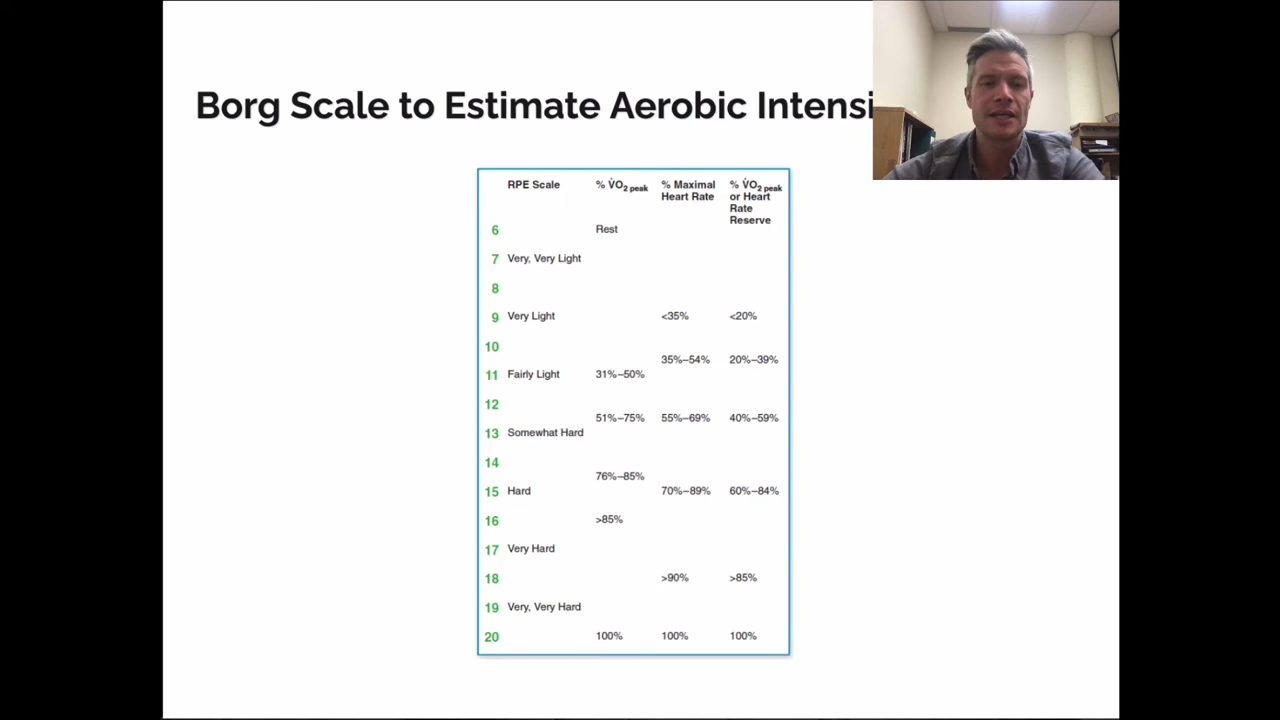 Borg Scale to Estimate Aerobic Intensi
RPE Scale % V̇O2 peak % Maximal Heart Rate % V̇O2 peak or Heart Rate Reserve
6 Rest
7 Very, Very Light
8
9 Very Light <35% <20%
10
35%–54% 20%–39%
11 Fairly Light 31%–50%
12
51%–75% 55%–69% 40%–59%
13 Somewhat Hard
14
76%–85%
15 Hard 70%–89% 60%–84%
16 >85%
17 Very Hard
18 >90% >85%
19 Very, Very Hard
20 100% 100% 100%